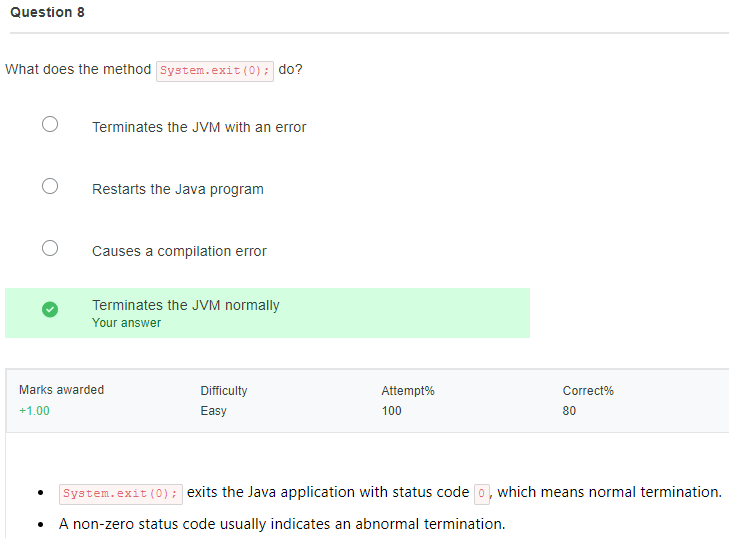 Question 8
What does the method System.exit(0); do?
Terminates the JVM with an error
Restarts the Java program
Causes a compilation error
Terminates the JVM normally
Your answer
Marks awarded Difficulty Attempt% Correct%
+1.00 Easy 100 80
• System.exit(0); exits the Java application with status code 0, which means normal termination.
• A non-zero status code usually indicates an abnormal termination.